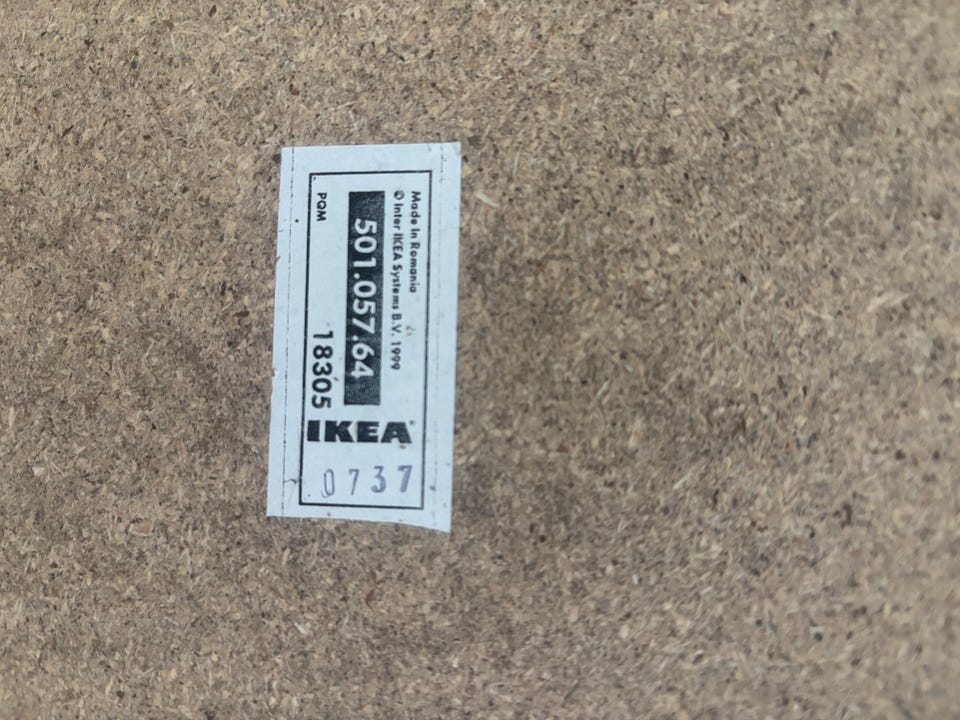 Made in Romania
© Inter IKEA Systems B.V. 1999
501.057.64
PQM
18305
IKEA®
0737